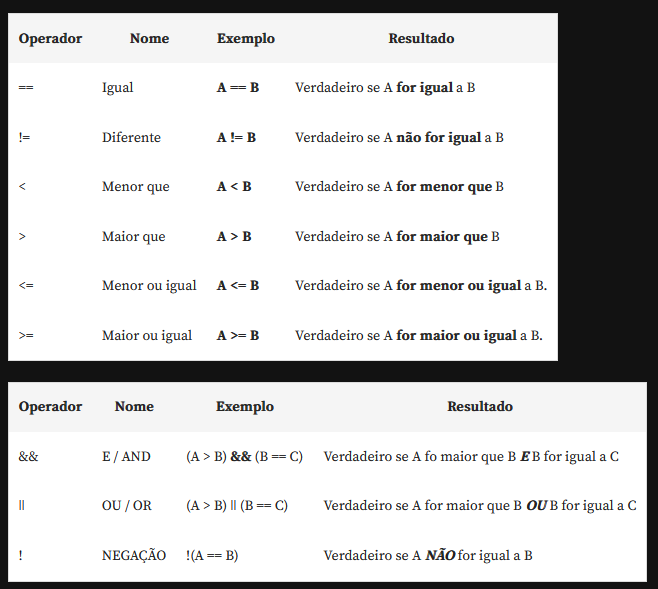 Operador Nome Exemplo Resultado
== Igual A == B Verdadeiro se A for igual a B
!= Diferente A != B Verdadeiro se A não for igual a B
< Menor que A < B Verdadeiro se A for menor que B
> Maior que A > B Verdadeiro se A for maior que B
<= Menor ou igual A <= B Verdadeiro se A for menor ou igual a B.
>= Maior ou igual A >= B Verdadeiro se A for maior ou igual a B.
Operador Nome Exemplo Resultado
&& E / AND (A > B) && (B == C) Verdadeiro se A fo maior que B E B for igual a C
|| OU / OR (A > B) || (B == C) Verdadeiro se A for maior que B OU B for igual a C
! NEGAÇÃO !(A == B) Verdadeiro se A NÃO for igual a B